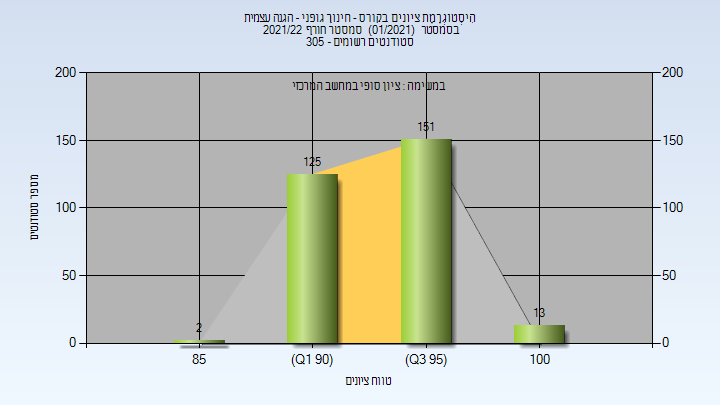 היסטוגרמת ציונים בקורס - חינוך גופני - הגנה עצמית
בסמסטר (01/2021) סמסטר חורף 2021/22
סטודנטים רשומים - 305
במשימה : ציון סופי במחשב המרכזי
200 200
151
150 150
125
מספר סטודנטים
100 100
50 50
13
2
0 0
85 (Q1 90) (Q3 95) 100
טווח ציונים